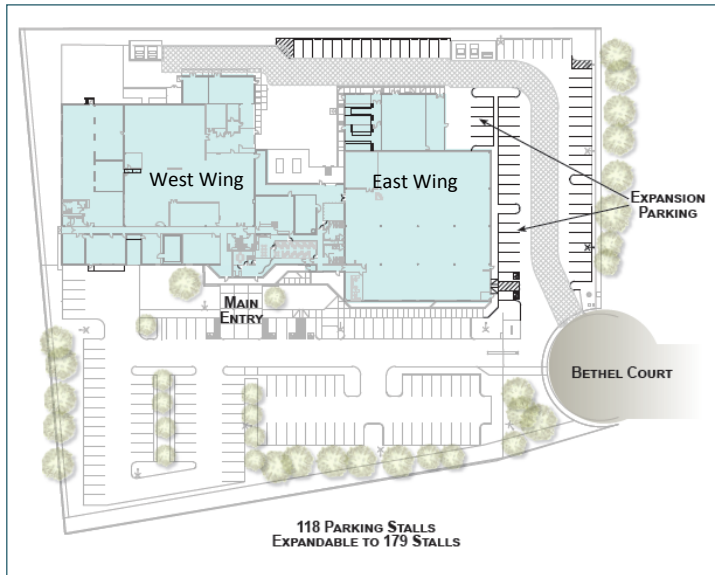 West Wing
East Wing
EXPANSION
PARKING
MAIN
ENTRY
BETHEL COURT
118 PARKING STALLS
EXPANDABLE TO 179 STALLS